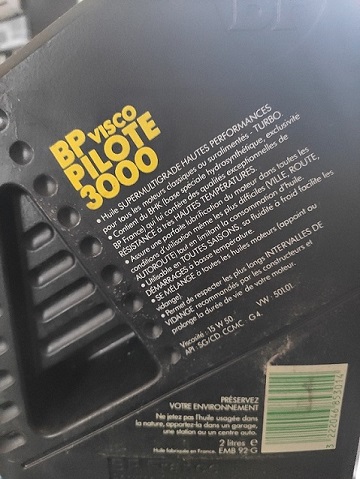 BP VISCO
PILOTE
3000
• Huile SUPERMULTIGRADE HAUTES PERFORMANCES
pour tous les moteurs classiques ou suralimentés - TURBO.
• Contient du BHK (base spéciale hydrosynthétique, exclusivité
BP France) qui lui confère des qualités exceptionnelles de
RÉSISTANCE à très HAUTES TEMPÉRATURES.
• Assure une parfaite lubrification du moteur dans toutes les
conditions d'utilisation même les plus difficiles (VILLE, ROUTE,
AUTOROUTE) tout en limitant la consommation d'huile.
• Utilisable en TOUTES SAISONS, sa fluidité à froid facilite les
DÉMARRAGES à basse température.
• SE MÉLANGE à toutes les huiles moteurs (appoint ou
vidange).
• Permet de respecter les plus longs INTERVALLES DE
VIDANGE recommandés par les constructeurs et
prolonge la durée de vie de votre moteur.
Viscosité : 15 W 50
API : SG/CD CCMC : G4. VW : 501.01.
PRÉSERVEZ
VOTRE ENVIRONNEMENT
Ne jetez pas l'huile usagée dans
la nature, apportez-la dans un garage,
une station ou un centre auto.
2 litres e
Huile fabriquée en France. EMB 92-G